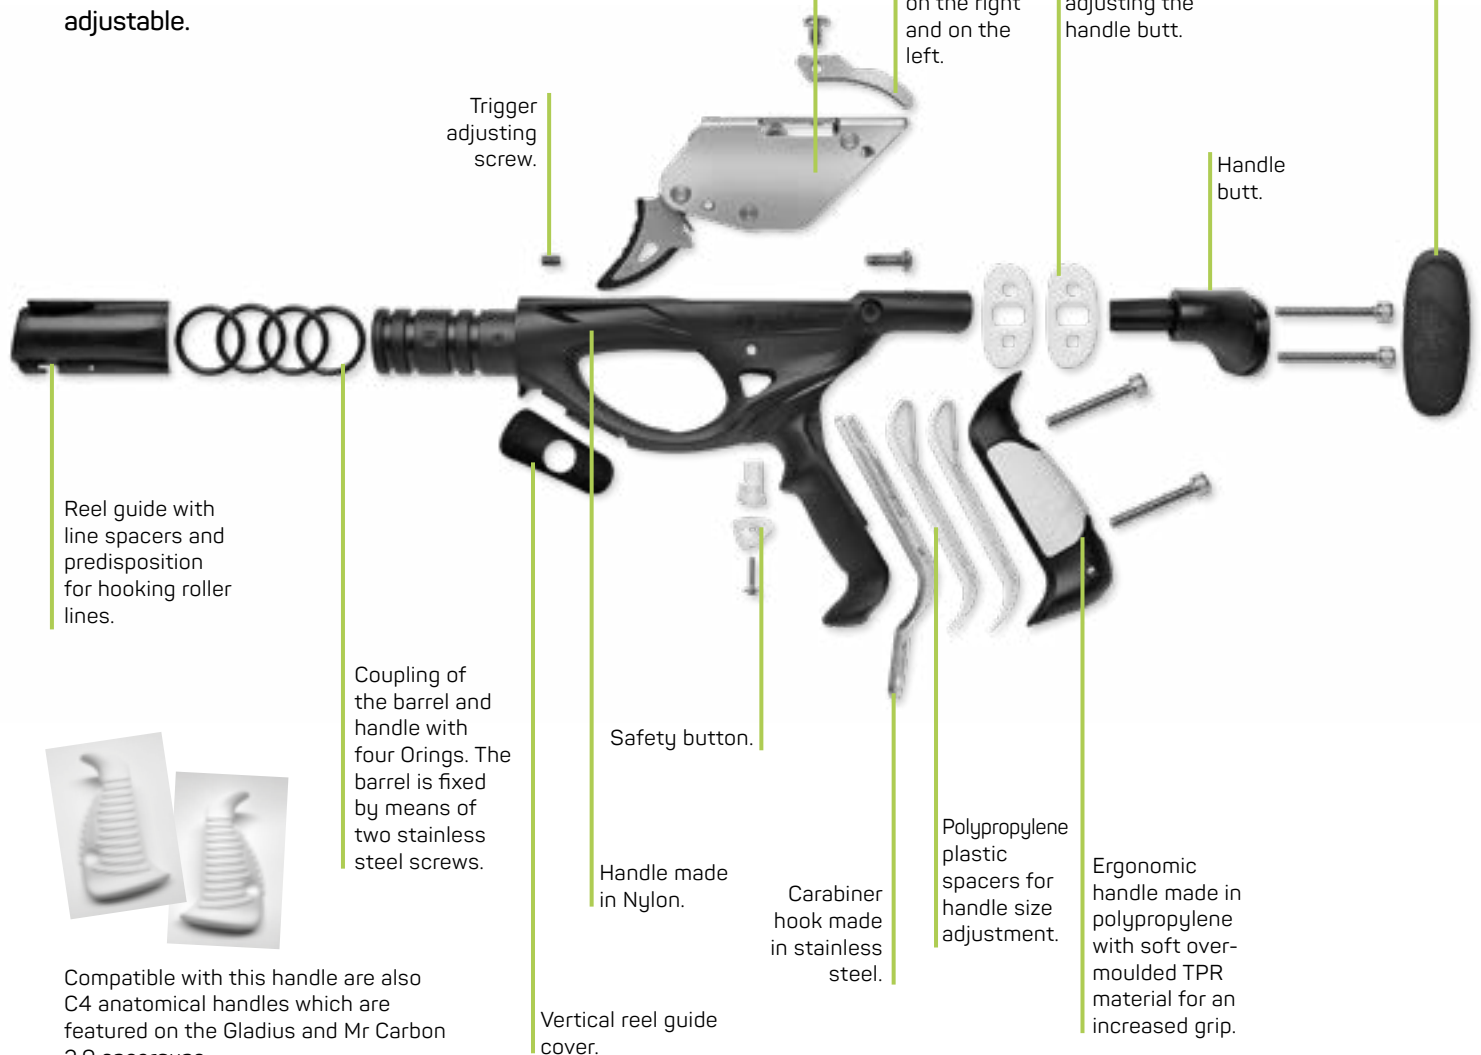 adjustable.
on the right
and on the
left.
adjusting the
handle butt.
Trigger
adjusting
screw.
Handle
butt.
Reel guide with
line spacers and
predisposition
for hooking roller
lines.
Coupling of
the barrel and
handle with
four Orings. The
barrel is fixed
by means of
two stainless
steel screws.
Safety button.
Handle made
in Nylon.
Carabiner
hook made
in stainless
steel.
Polypropylene
plastic
spacers for
handle size
adjustment.
Ergonomic
handle made in
polypropylene
with soft over-
moulded TPR
material for an
increased grip.
Compatible with this handle are also
C4 anatomical handles which are
featured on the Gladius and Mr Carbon
Vertical reel guide
cover.